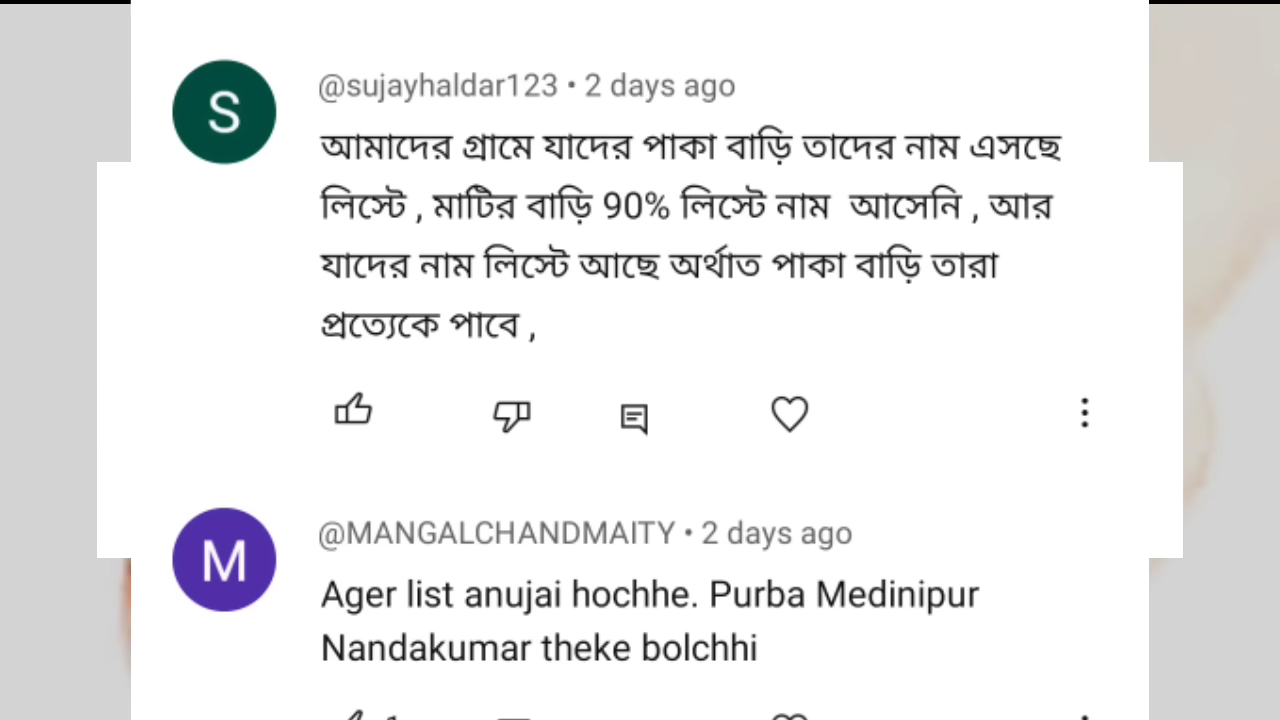 S
@sujayhaldar123 • 2 days ago
আমাদের গ্রামে যাদের পাকা বাড়ি তাদের নাম এসছে
লিস্টে , মাটির বাড়ি 90% লিস্টে নাম  আসেনি , আর
যাদের নাম লিস্টে আছে অর্থাত পাকা বাড়ি তারা
প্রত্যেকে পাবে ,
M
@MANGALCHANDMAITY • 2 days ago
Ager list anujai hochhe. Purba Medinipur
Nandakumar theke bolchhi